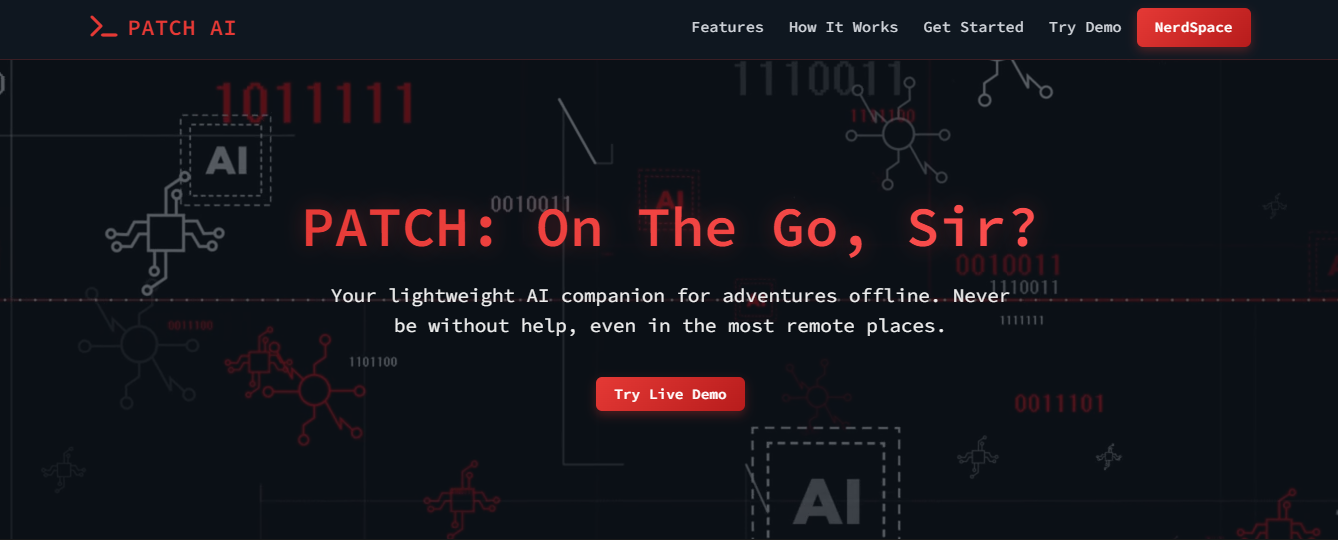 PATCH AI
Features
How It Works
Get Started
Try Demo
NerdSpace
1110011
1011111
1111100
AI
AI
0010011
PATCH: On The Go, Sir?
0010011
1110011
Your lightweight AI companion for adventures offline. Never
be without help, even in the most remote places.
1111111
0011100
1101100
Try Live Demo
0011101
AI